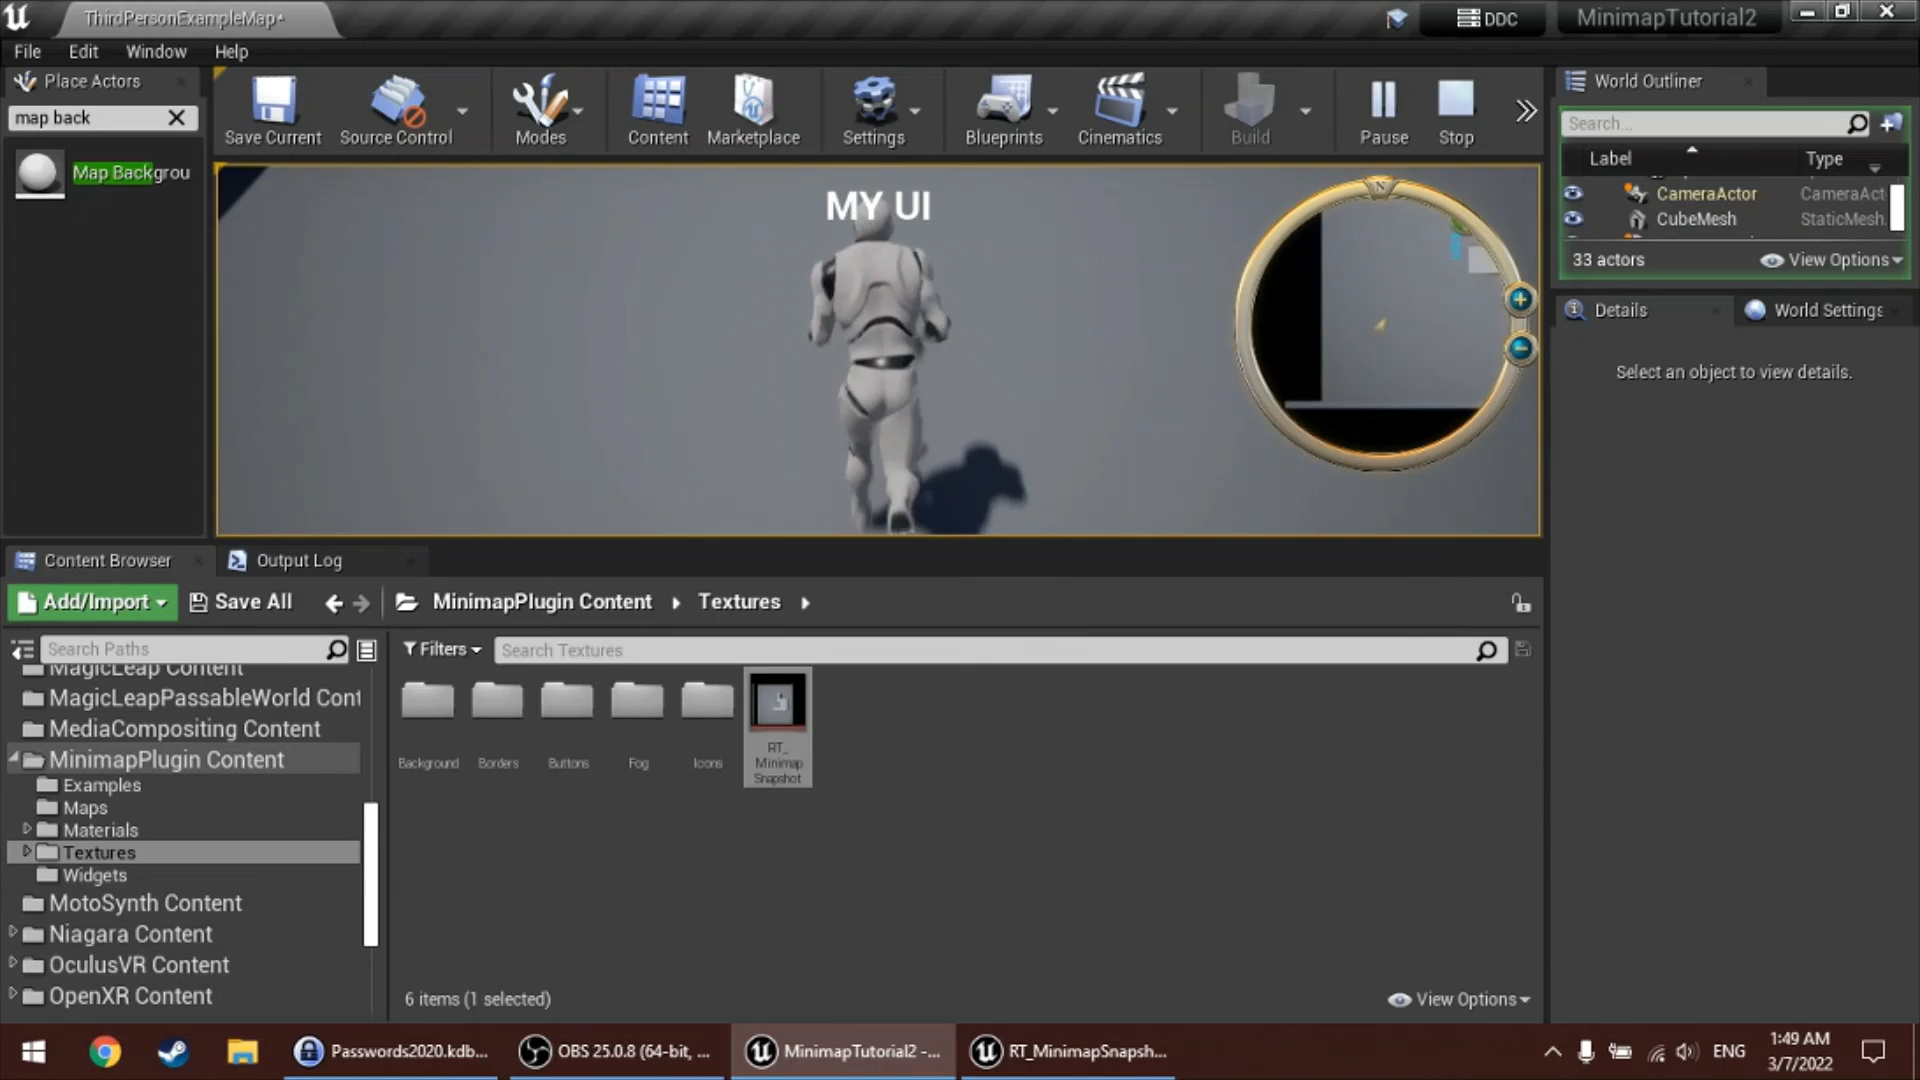 ThirdPersonExampleMap*
DDC
MinimapTutorial2
File
Edit
Window
Help
Place Actors
map back
Map Backgrou
Save Current
Source Control
Modes
Content
Marketplace
Settings
Blueprints
Cinematics
Build
Pause
Stop
World Outliner
Search...
Label
Type
CameraActor
CameraAct
CubeMesh
StaticMesh
33 actors
View Options
Details
World Settings
Select an object to view details.
MY UI
N
Content Browser
Output Log
Add/Import
Save All
MinimapPlugin Content
Textures
Search Paths
Filters
Search Textures
MagicLeap Content
MagicLeapPassableWorld Cont
MediaCompositing Content
MinimapPlugin Content
Examples
Maps
Materials
Textures
Widgets
MotoSynth Content
Niagara Content
OculusVR Content
OpenXR Content
Background
Borders
Buttons
Fog
Icons
RT_
Minimap
Snapshot
6 items (1 selected)
View Options
Passwords2020.kdb...
OBS 25.0.8 (64-bit, ...
MinimapTutorial2 -...
RT_MinimapSnapsh...
ENG
1:49 AM
3/7/2022